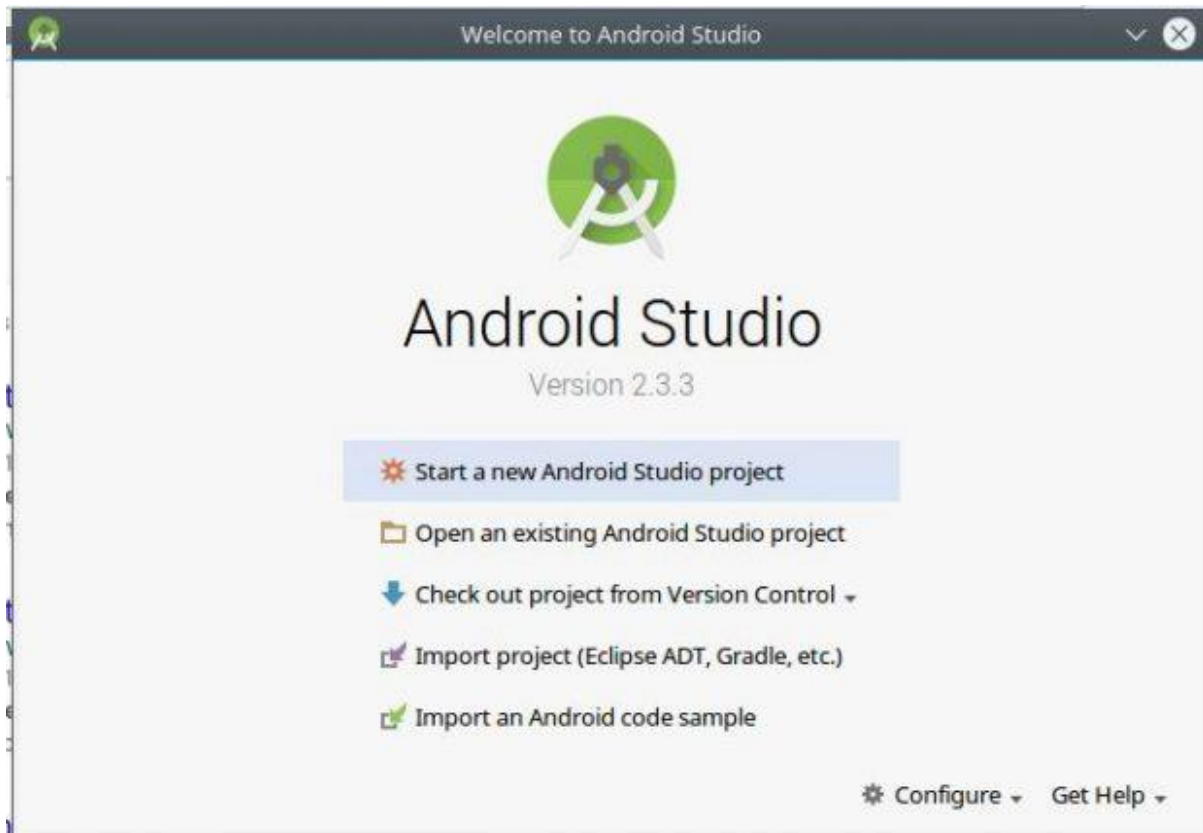 Welcome to Android Studio
Android Studio
Version 2.3.3
Start a new Android Studio project
Open an existing Android Studio project
Check out project from Version Control
Import project (Eclipse ADT, Gradle, etc.)
Import an Android code sample
Configure
Get Help